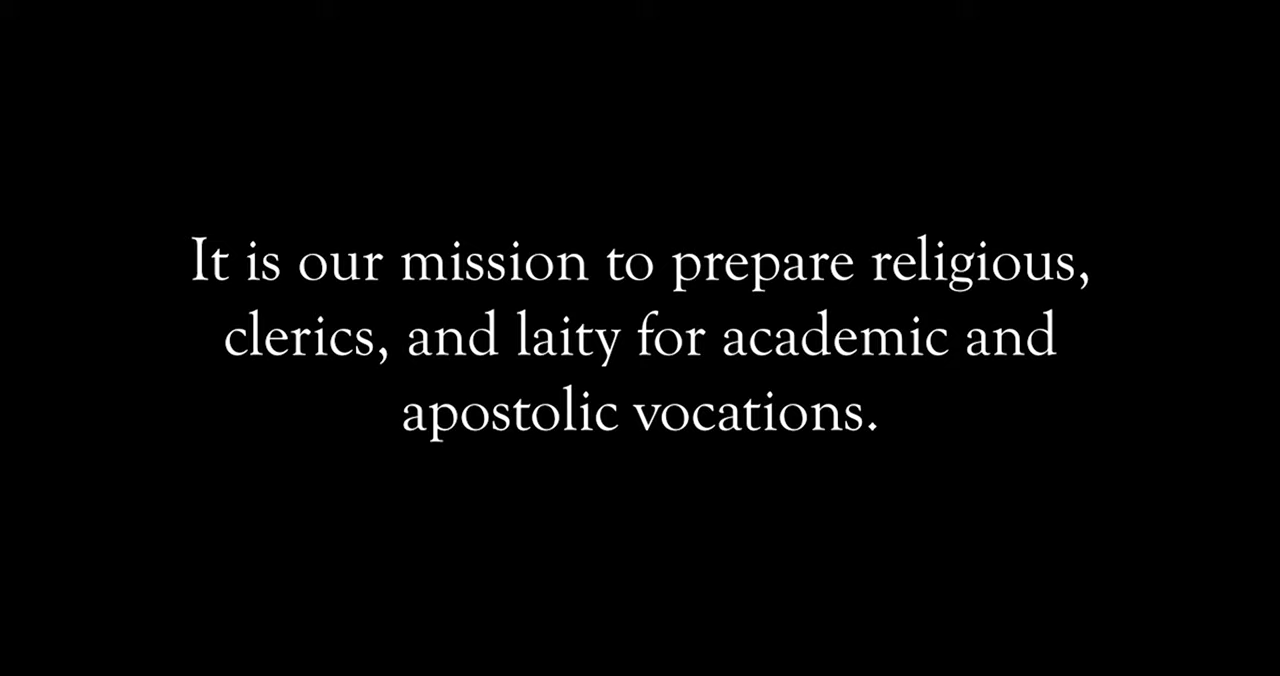 It is our mission to prepare religious,
clerics, and laity for academic and
apostolic vocations.